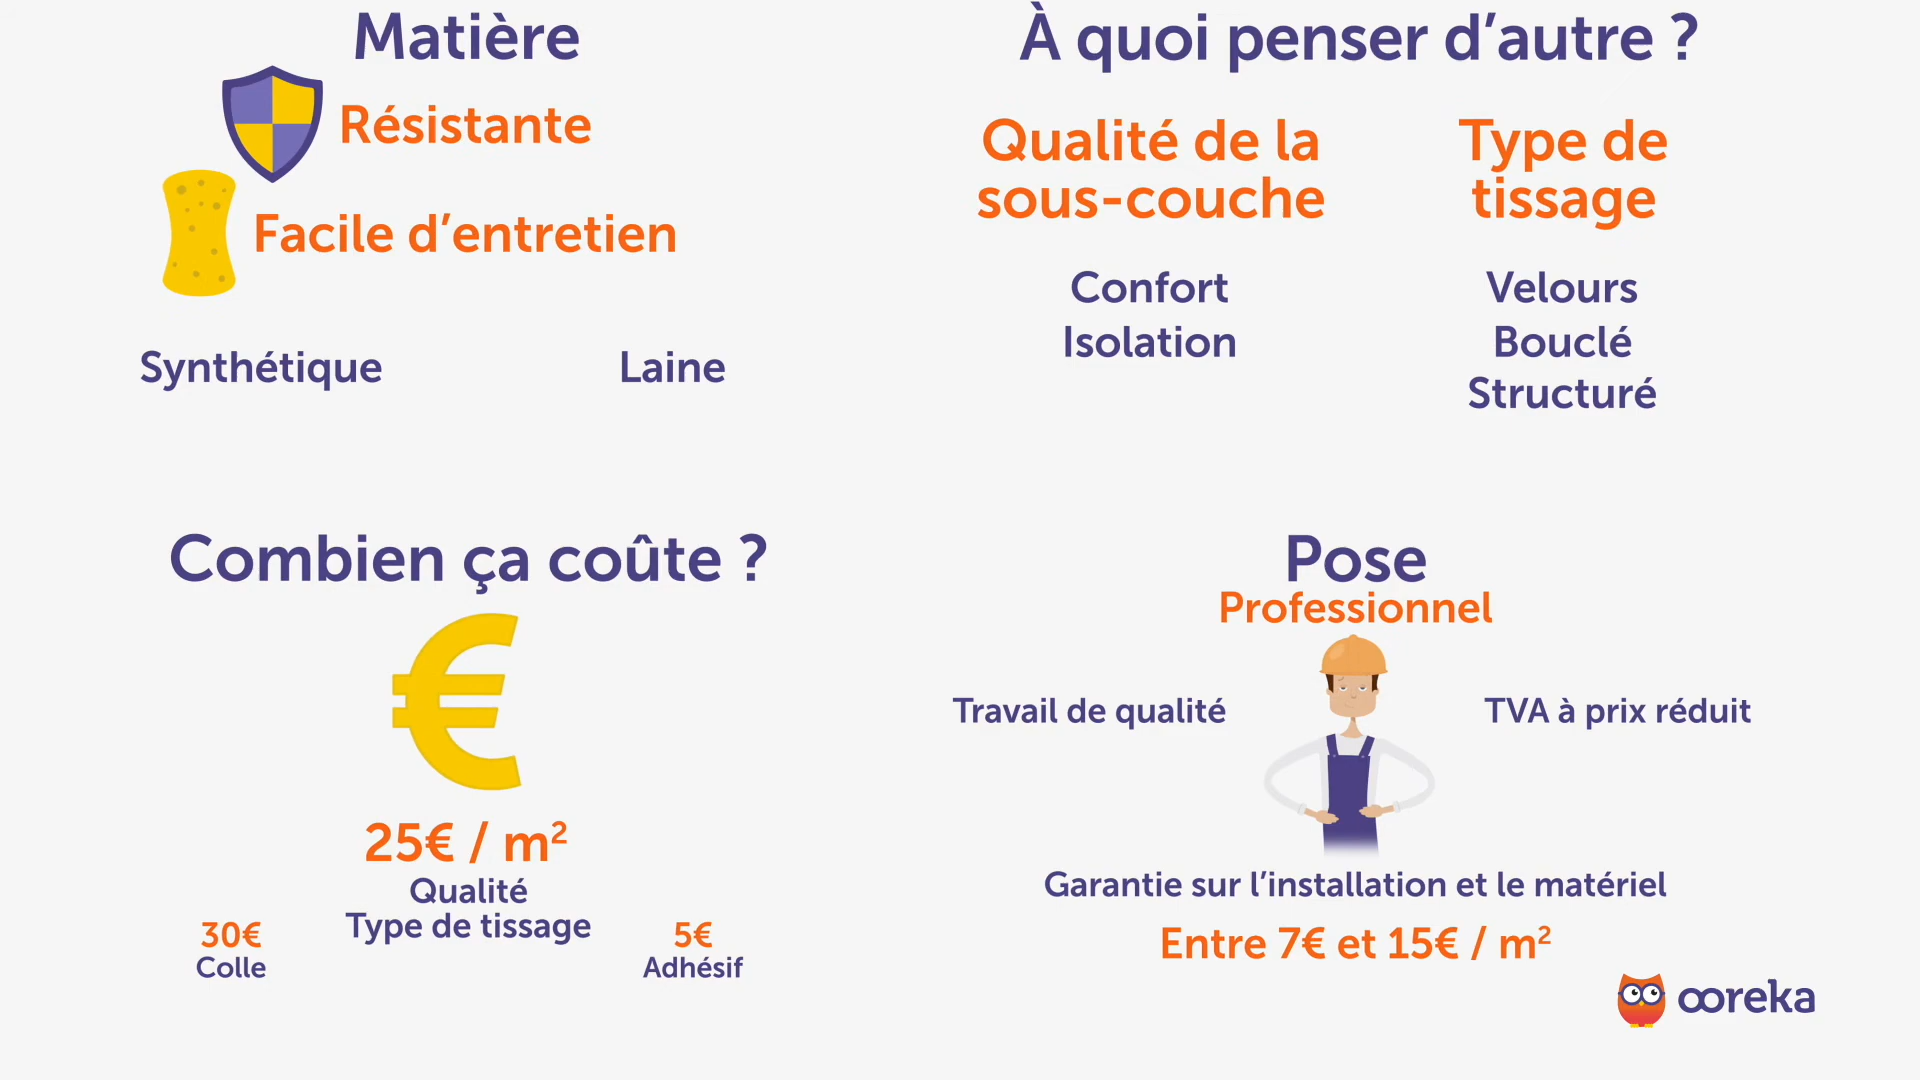 Matière
Résistante
Facile d’entretien
Synthétique
Laine
À quoi penser d’autre ?
Qualité de la
sous-couche
Confort
Isolation
Type de
tissage
Velours
Bouclé
Structuré
Combien ça coûte ?
€
25€ / m²
Qualité
Type de tissage
30€
Colle
5€
Adhésif
Pose
Professionnel
Travail de qualité
TVA à prix réduit
Garantie sur l’installation et le matériel
Entre 7€ et 15€ / m²
ooreka